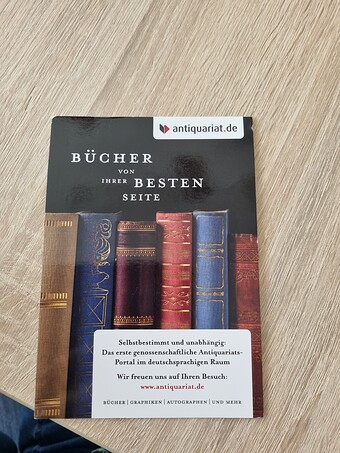 antiquariat.de
BÜCHER
VON
IHRER BESTEN
SEITE
Selbstbestimmt und unabhängig:
Das erste genossenschaftliche Antiquariats-
Portal im deutschsprachigen Raum
Wir freuen uns auf Ihren Besuch:
www.antiquariat.de
BÜCHER | GRAPHIKEN | AUTOGRAPHEN | UND MEHR